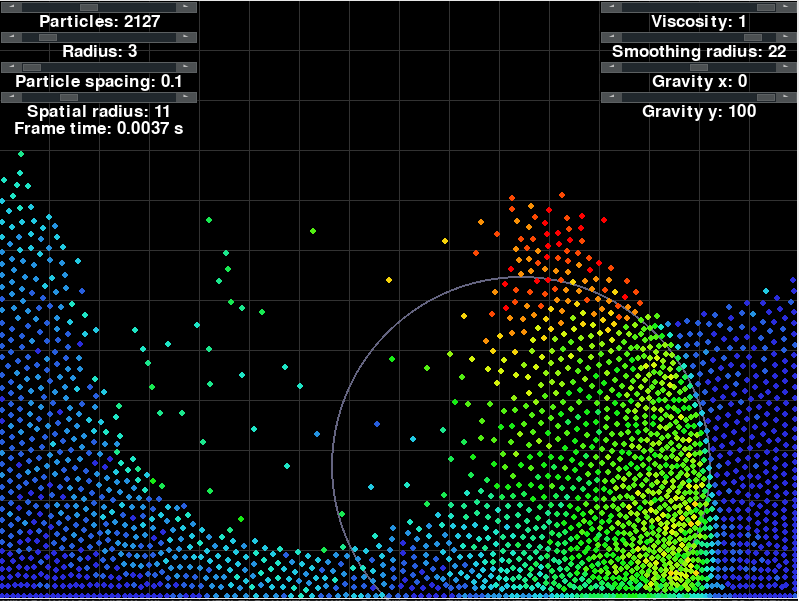 Particles: 2127
Radius: 3
Particle spacing: 0.1
Spatial radius: 11
Frame time: 0.0037 s
Viscosity: 1
Smoothing radius: 22
Gravity x: 0
Gravity y: 100